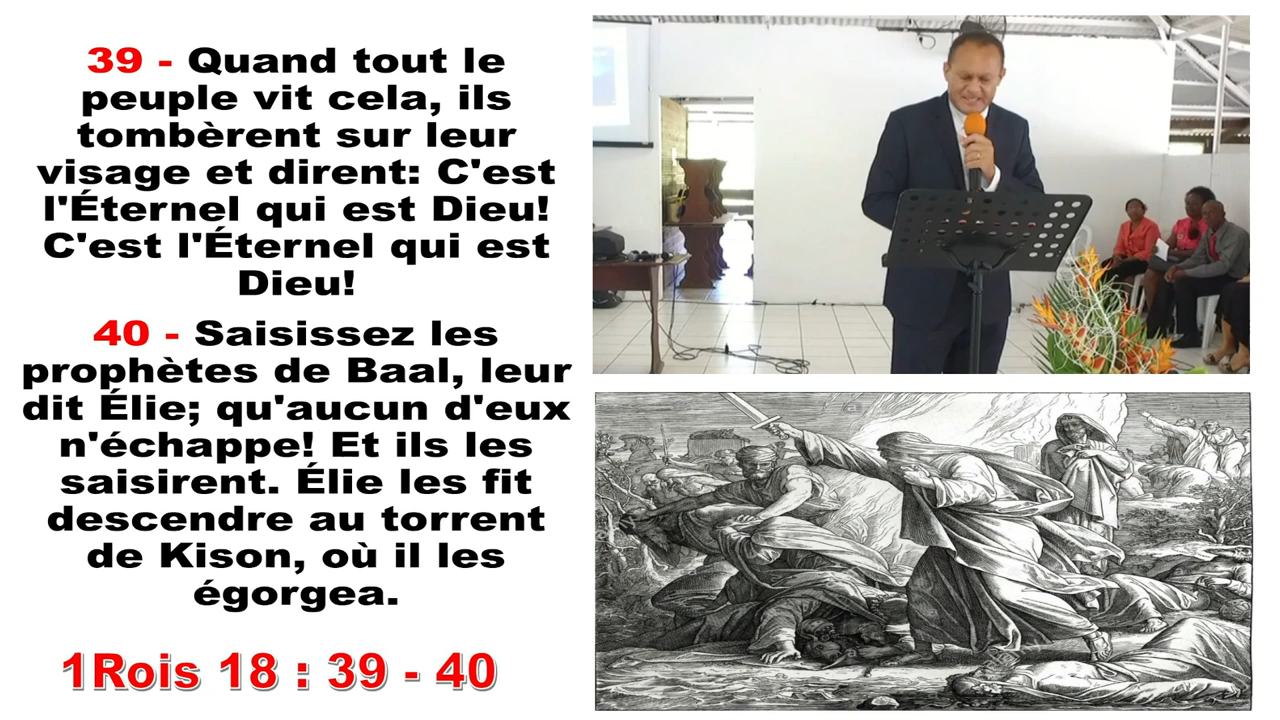 39 - Quand tout le
peuple vit cela, ils
tombèrent sur leur
visage et dirent: C'est
l'Éternel qui est Dieu!
C'est l'Éternel qui est
Dieu!
40 - Saisissez les
prophètes de Baal, leur
dit Élie; qu'aucun d'eux
n'échappe! Et ils les
saisirent. Élie les fit
descendre au torrent
de Kison, où il les
égorgea.
1Rois 18 : 39 - 40